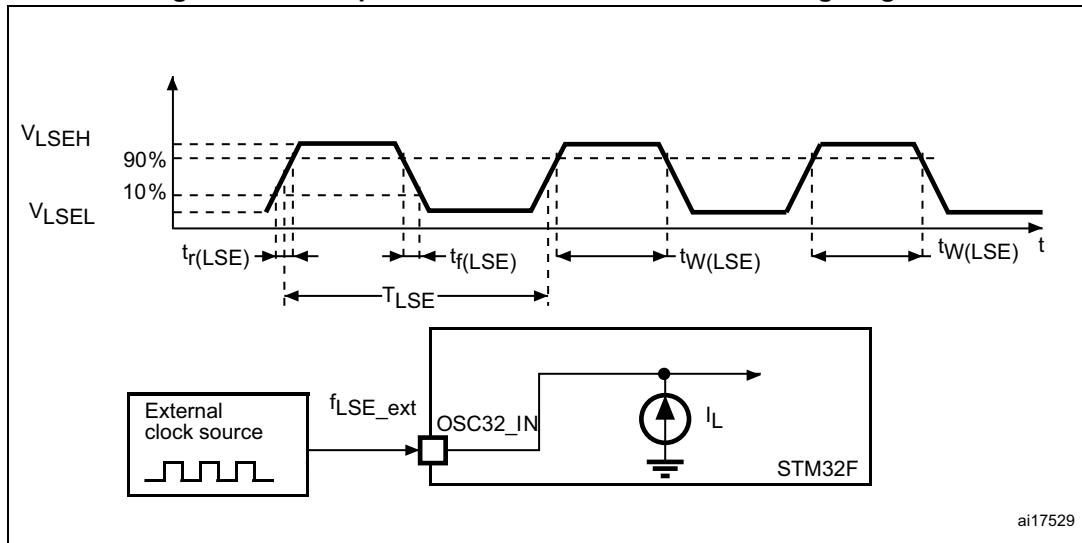 VLSEH
90%
10%
VLSEL
tr(LSE)
tf(LSE)
tW(LSE)
tW(LSE)
t
TLSE
External
clock source
fLSE_ext
OSC32_IN
IL
STM32F
ai17529